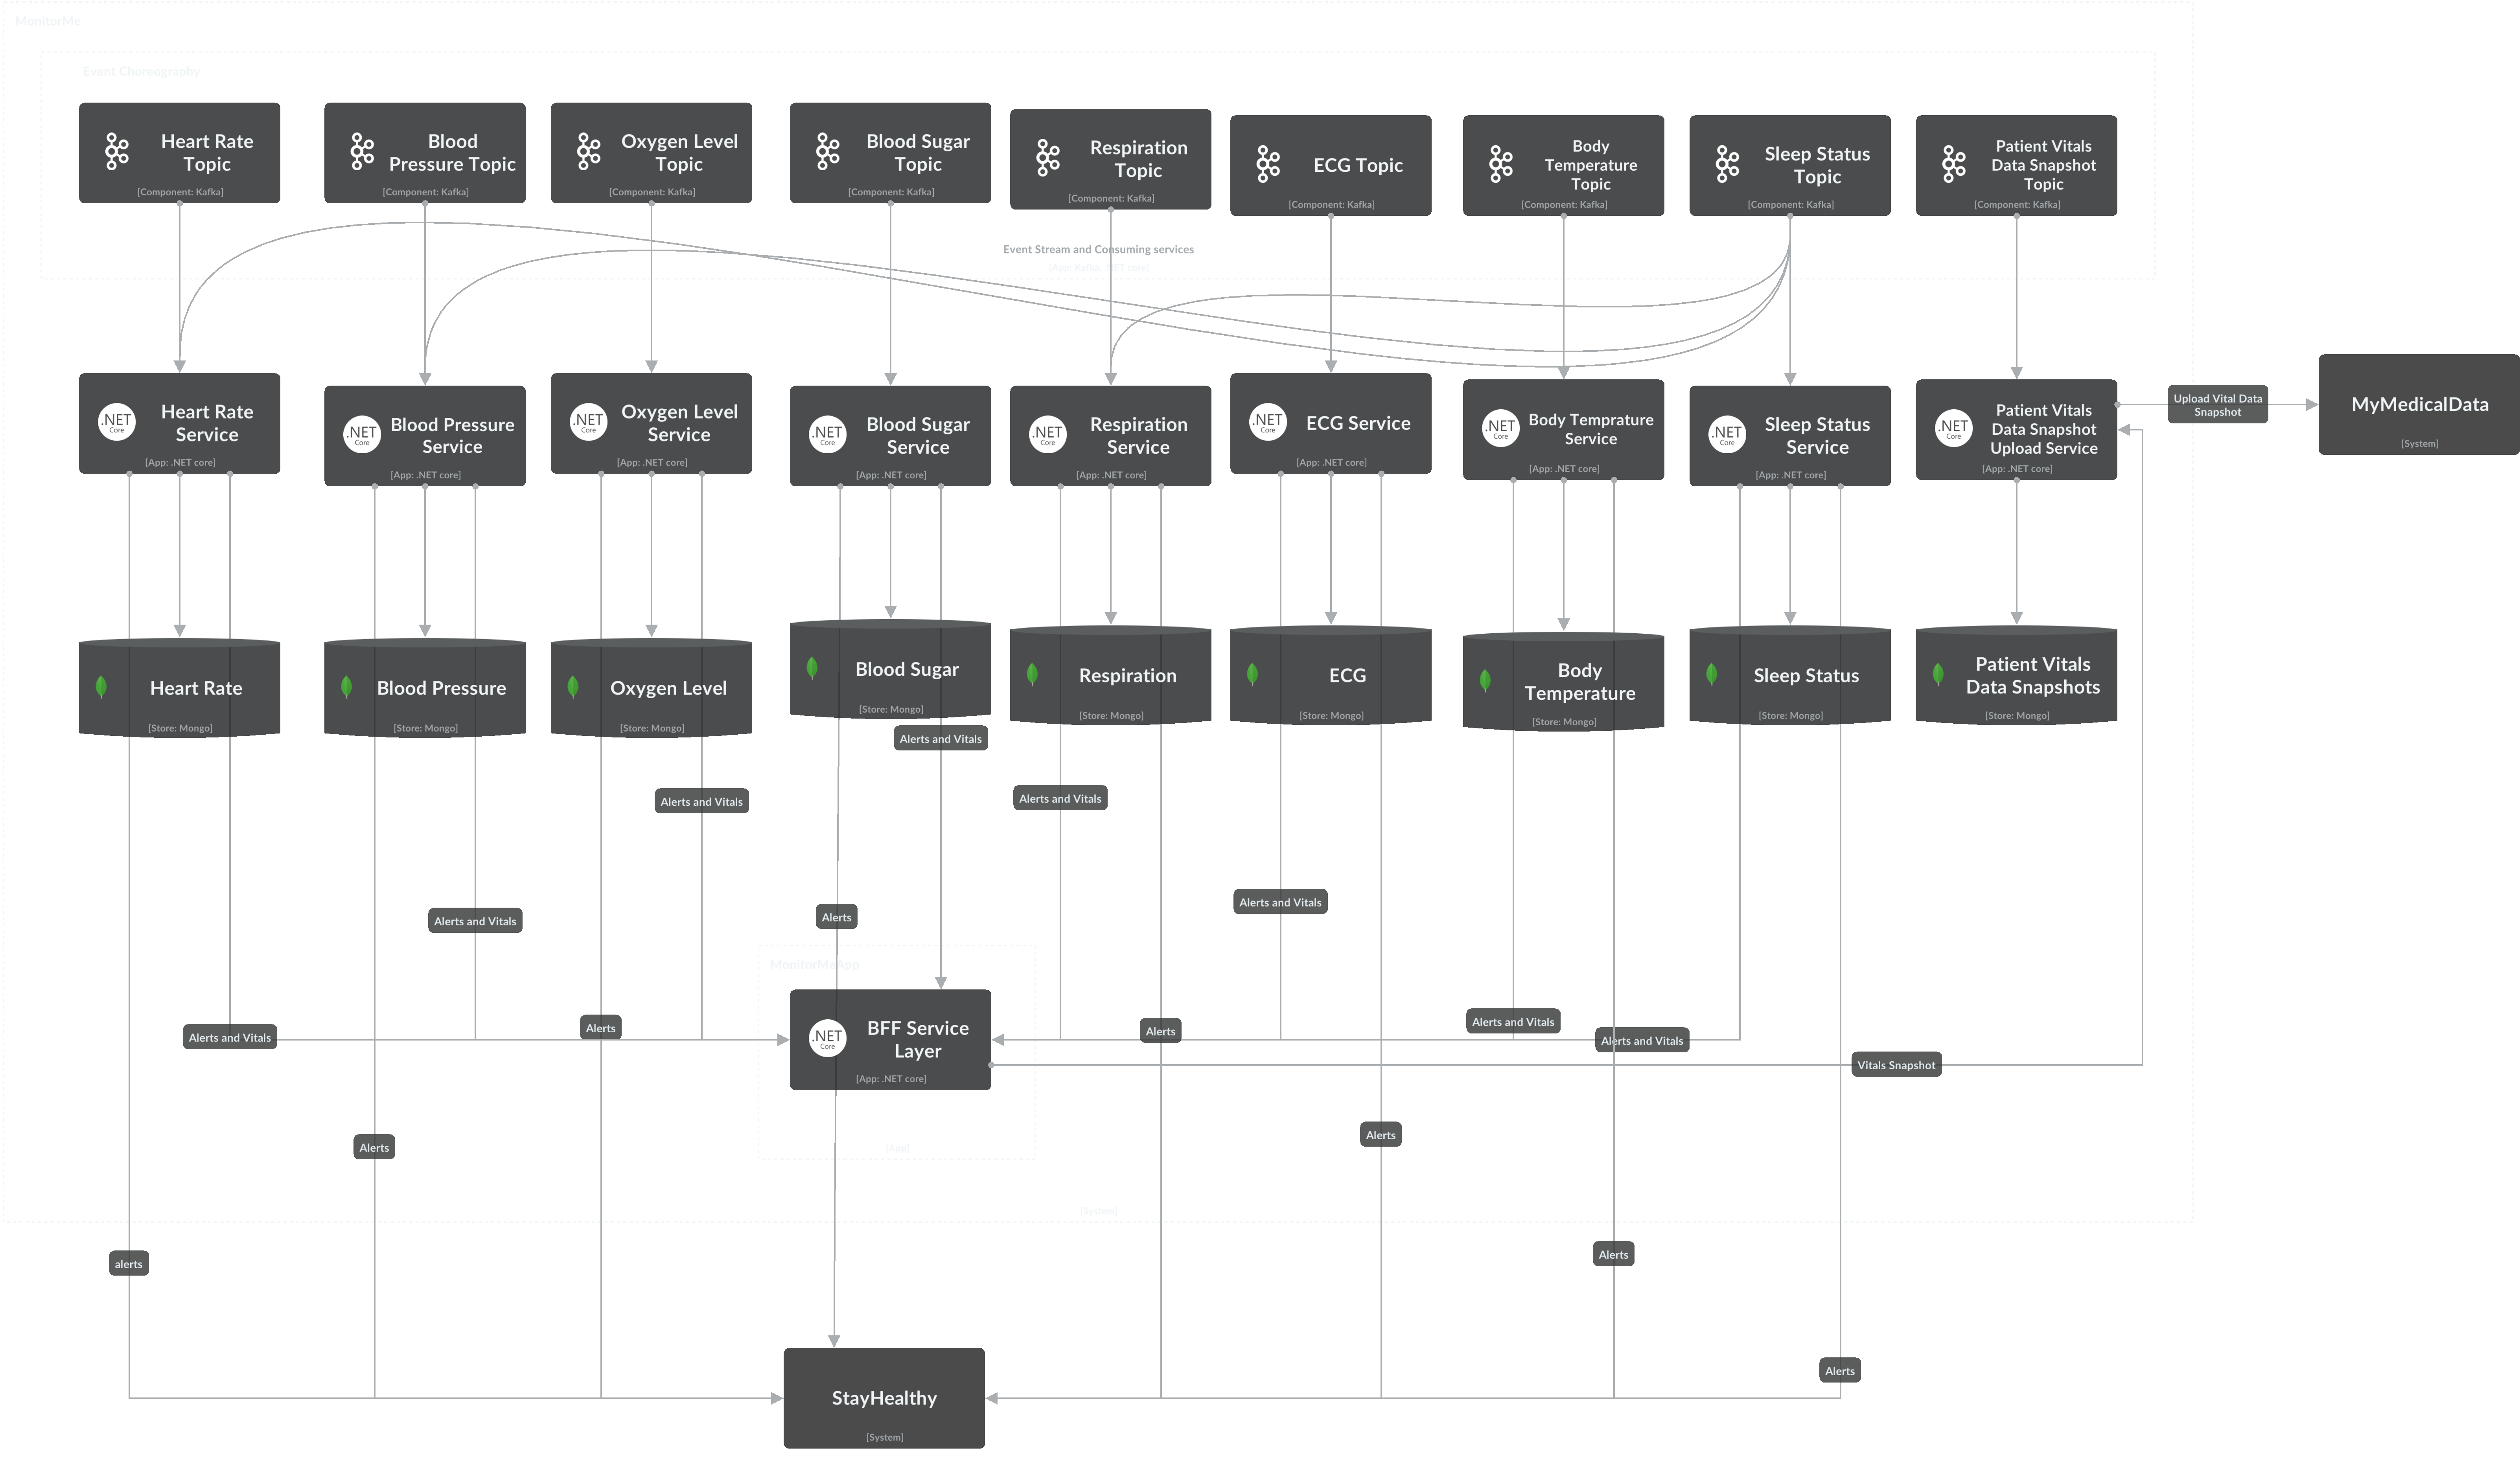 MonitorMe
Event Choreography
Heart Rate
Topic
[Component: Kafka]
Blood
Pressure Topic
[Component: Kafka]
Oxygen Level
Topic
[Component: Kafka]
Blood Sugar
Topic
[Component: Kafka]
Respiration
Topic
[Component: Kafka]
ECG Topic
[Component: Kafka]
Body
Temperature
Topic
[Component: Kafka]
Sleep Status
Topic
[Component: Kafka]
Patient Vitals
Data Snapshot
Topic
[Component: Kafka]
Event Stream and Consuming services
[App: Kafka, .NET core]
.NET
Core
Heart Rate
Service
[App: .NET core]
.NET
Core
Blood Pressure
Service
[App: .NET core]
.NET
Core
Oxygen Level
Service
[App: .NET core]
.NET
Core
Blood Sugar
Service
[App: .NET core]
.NET
Core
Respiration
Service
[App: .NET core]
.NET
Core
ECG Service
[App: .NET core]
.NET
Core
Body Temprature
Service
[App: .NET core]
.NET
Core
Sleep Status
Service
[App: .NET core]
.NET
Core
Patient Vitals
Data Snapshot
Upload Service
[App: .NET core]
Upload Vital Data
Snapshot
MyMedicalData
[System]
Heart Rate
[Store: Mongo]
Blood Pressure
[Store: Mongo]
Oxygen Level
[Store: Mongo]
Blood Sugar
[Store: Mongo]
Respiration
[Store: Mongo]
ECG
[Store: Mongo]
Body
Temperature
[Store: Mongo]
Sleep Status
[Store: Mongo]
Patient Vitals
Data Snapshots
[Store: Mongo]
Alerts and Vitals
Alerts and Vitals
Alerts and Vitals
Alerts and Vitals
Alerts and Vitals
Alerts
MonitorMeApp
.NET
Core
BFF Service
Layer
[App: .NET core]
Alerts and Vitals
Alerts
Alerts
Alerts and Vitals
Alerts and Vitals
Vitals Snapshot
Alerts
Alerts
[App]
[System]
alerts
Alerts
Alerts
StayHealthy
[System]